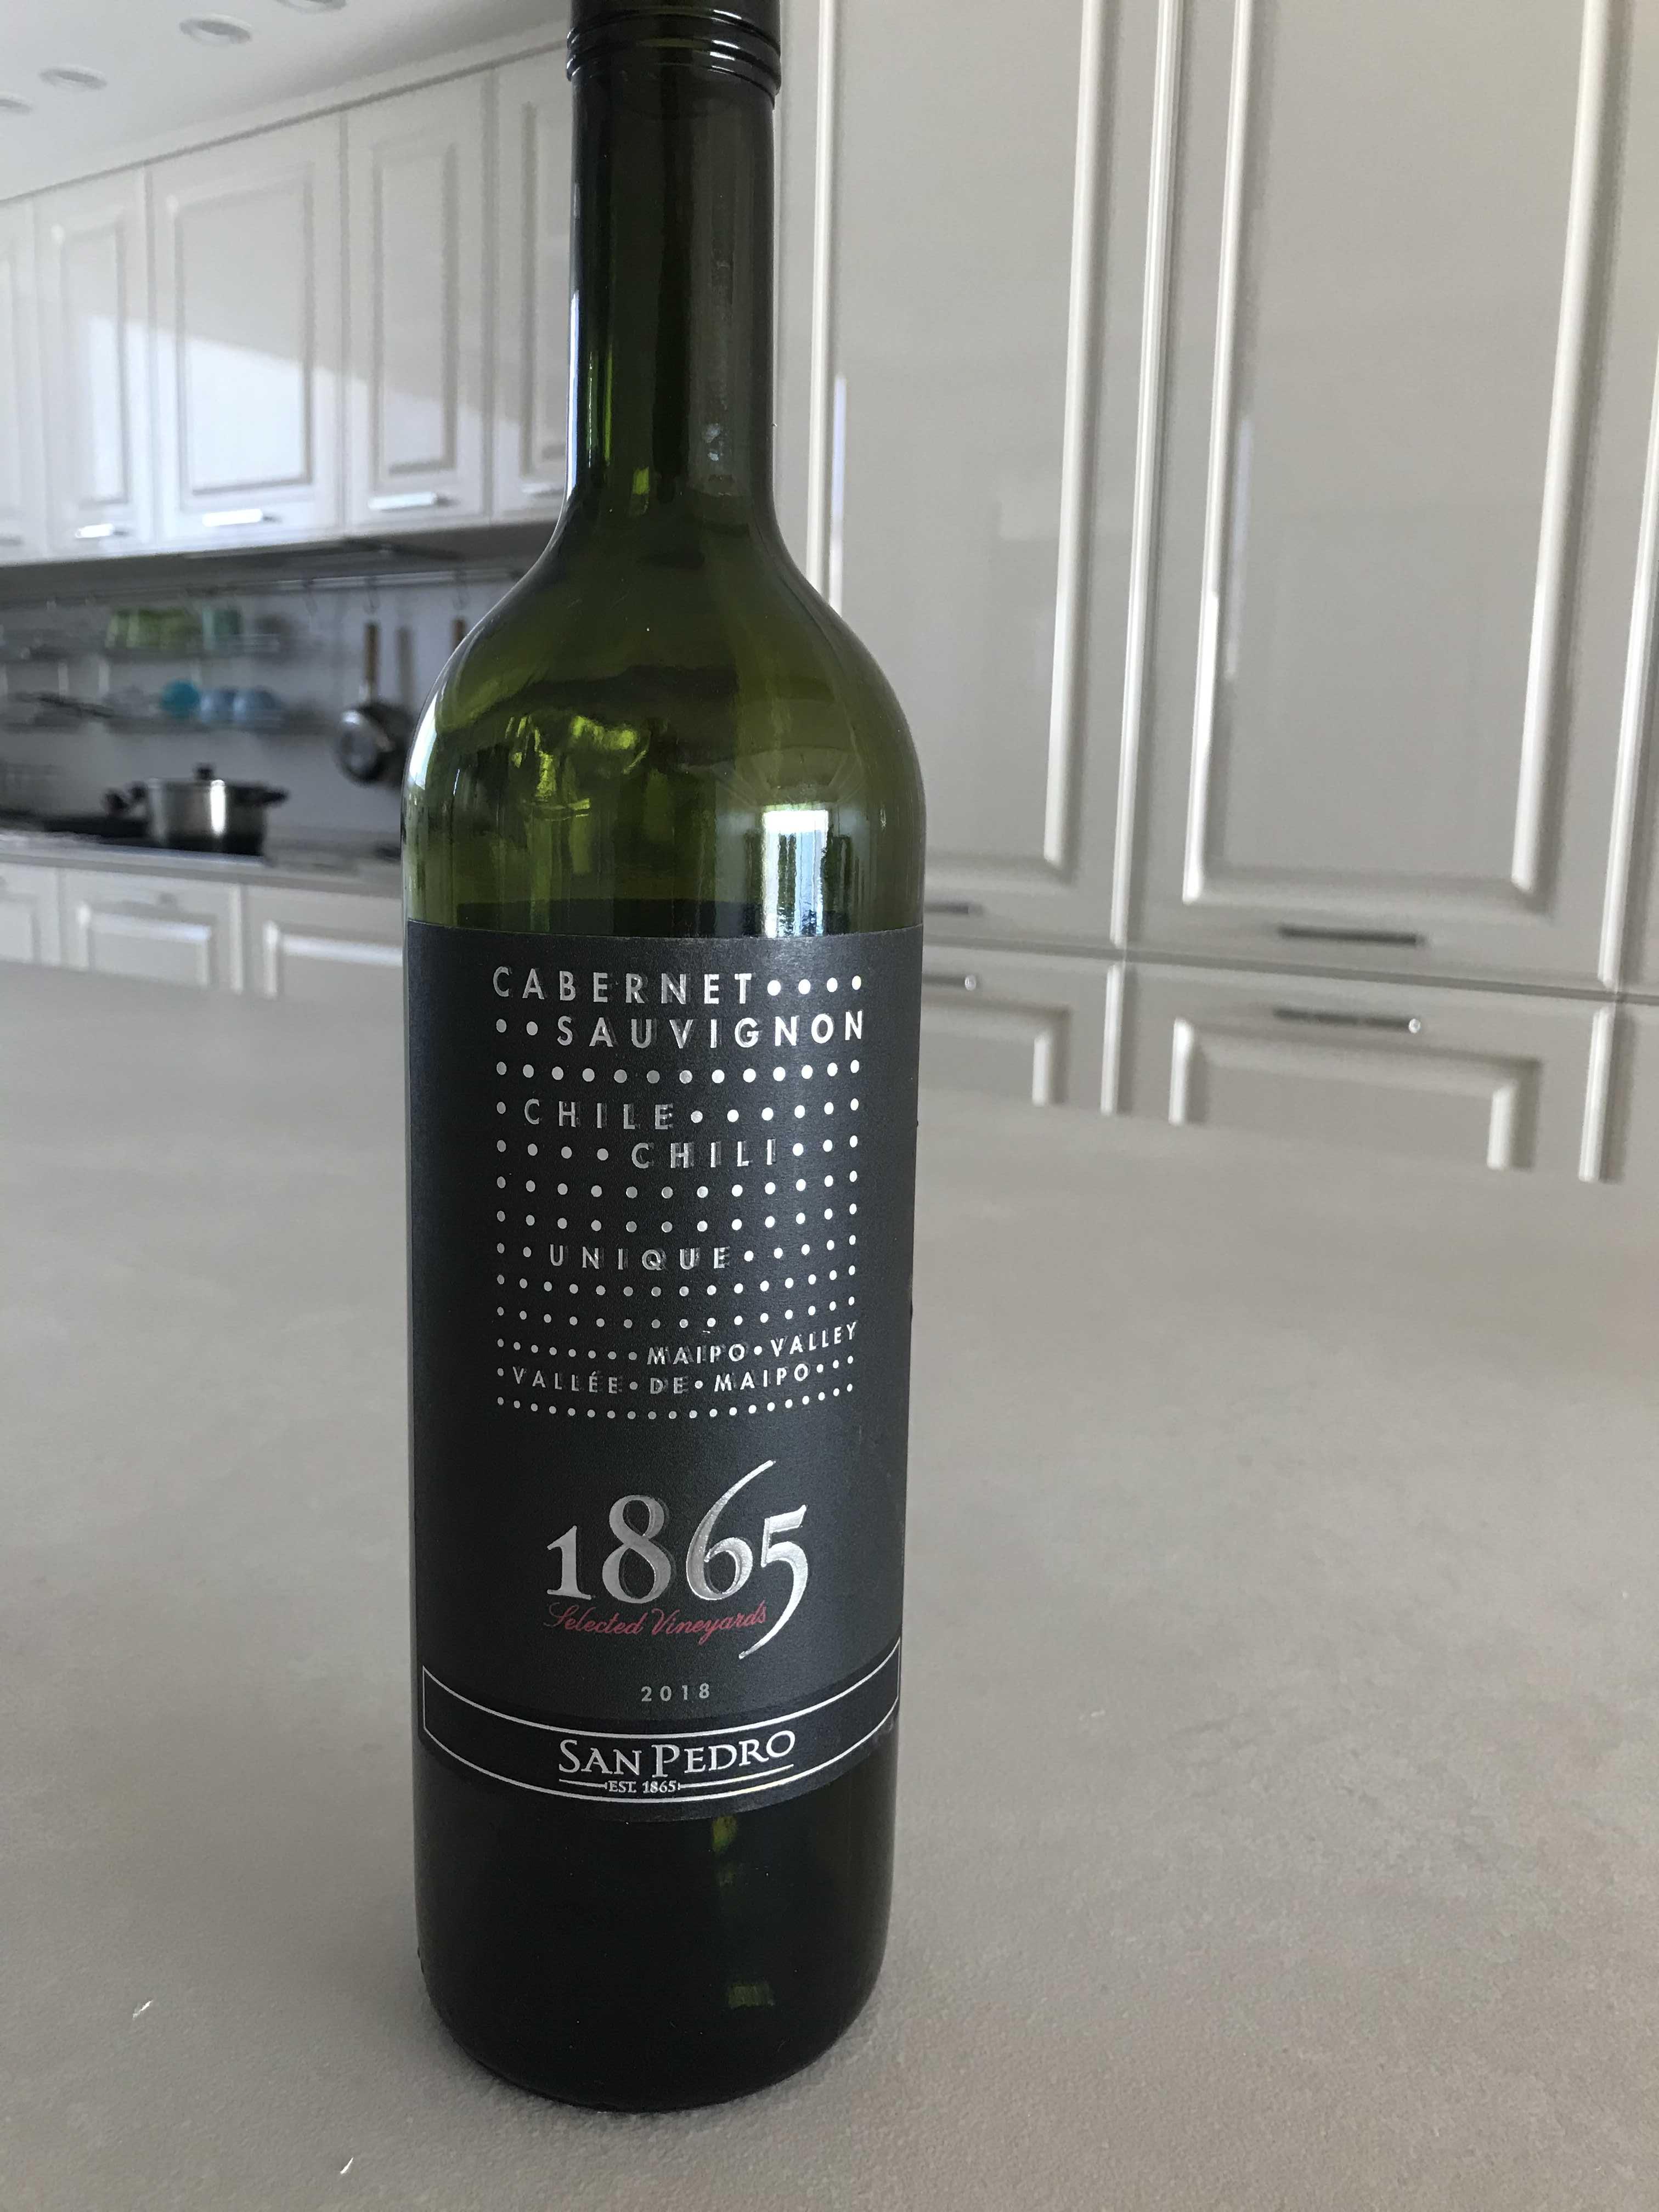 CABERNET
SAUVIGNON
CHILE
CHILI
UNIQUE
MAIPO•VALLEY
VALLÉE•DE•MAIPO
1865
Selected Vineyards
2018
SAN PEDRO
EST. 1865